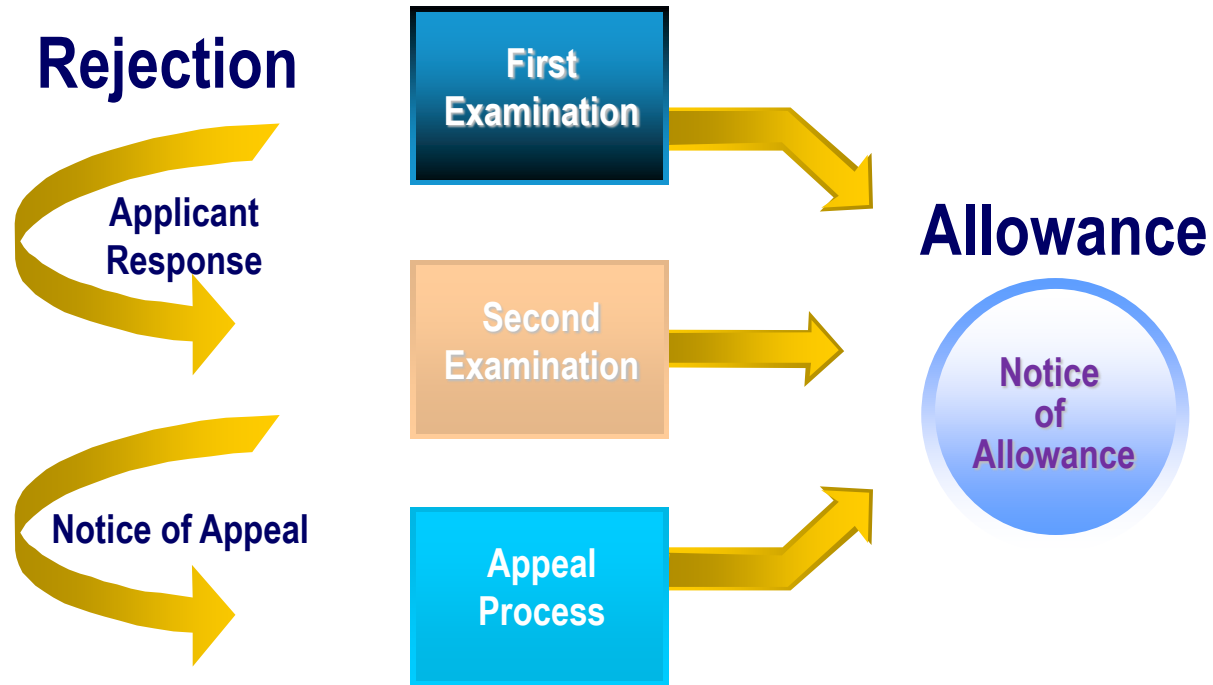 Rejection
First
Examination
Applicant
Response
Allowance
Second
Examination
Notice
of
Allowance
Notice of Appeal
Appeal
Process